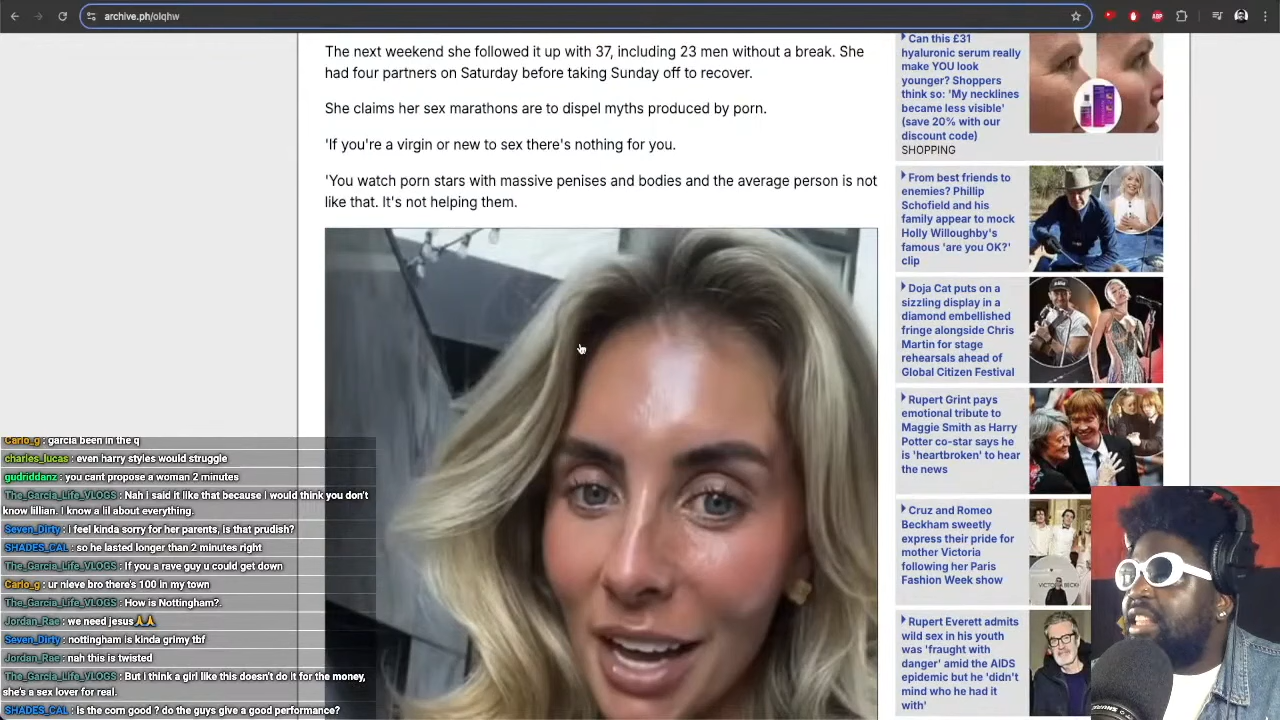 archive.ph/olqhw
ABP
The next weekend she followed it up with 37, including 23 men without a break. She
had four partners on Saturday before taking Sunday off to recover.
She claims her sex marathons are to dispel myths produced by porn.
'If you're a virgin or new to sex there's nothing for you.
'You watch porn stars with massive penises and bodies and the average person is not
like that. It's not helping them.
Can this £31
hyaluronic serum really
make YOU look
younger? Shoppers
think so: 'My necklines
became less visible'
(save 20% with our
discount code)
SHOPPING
From best friends to
enemies? Phillip
Schofield and his
family appear to mock
Holly Willoughby's
famous 'are you OK?'
clip
Doja Cat puts on a
sizzling display in a
diamond embellished
fringe alongside Chris
Martin for stage
rehearsals ahead of
Global Citizen Festival
Rupert Grint pays
emotional tribute to
Maggie Smith as Harry
Potter co-star says he
is 'heartbroken' to hear
the news
Cruz and Romeo
Beckham sweetly
express their pride for
mother Victoria
following her Paris
Fashion Week show
Rupert Everett admits
wild sex in his youth
was 'fraught with
danger' amid the AIDS
epidemic but he 'didn't
mind who he had it
with'
Carlo_g : garcia been in the q
charles_lucas : even harry styles would struggle
gudriddanz : you cant propose a woman 2 minutes
The_Garcia_Life_VLOGS : Nah I said it like that because I would think you don't
know lillian. I know a lil about everything.
Seven_Dirty : I feel kinda sorry for her parents, is that prudish?
SHADES_CAL : so he lasted longer than 2 minutes right
The_Garcia_Life_VLOGS : If you a rave guy u could get down
Carlo_g : ur nieve bro there's 100 in my town
The_Garcia_Life_VLOGS : How is Nottingham?.
Jordan_Rae : we need jesus🙏🙏
Seven_Dirty : nottingham is kinda grimy tbf
Jordan_Rae : nah this is twisted
The_Garcia_Life_VLOGS : But i think a girl like this doesn't do it for the money,
she's a sex lover for real.
SHADES_CAL : is the corn good ? do the guys give a good performance?